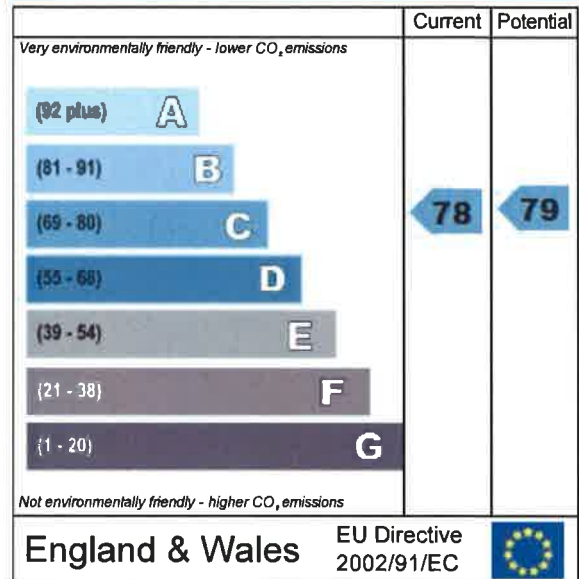 Current Potential
Very environmentally friendly - lower CO₂ emissions
(92 plus) A
(81 - 91) B
(69 - 80) C
78 79
(55 - 68) D
(39 - 54) E
(21 - 38) F
(1 - 20) G
Not environmentally friendly - higher CO₂ emissions
England & Wales
EU Directive
2002/91/EC